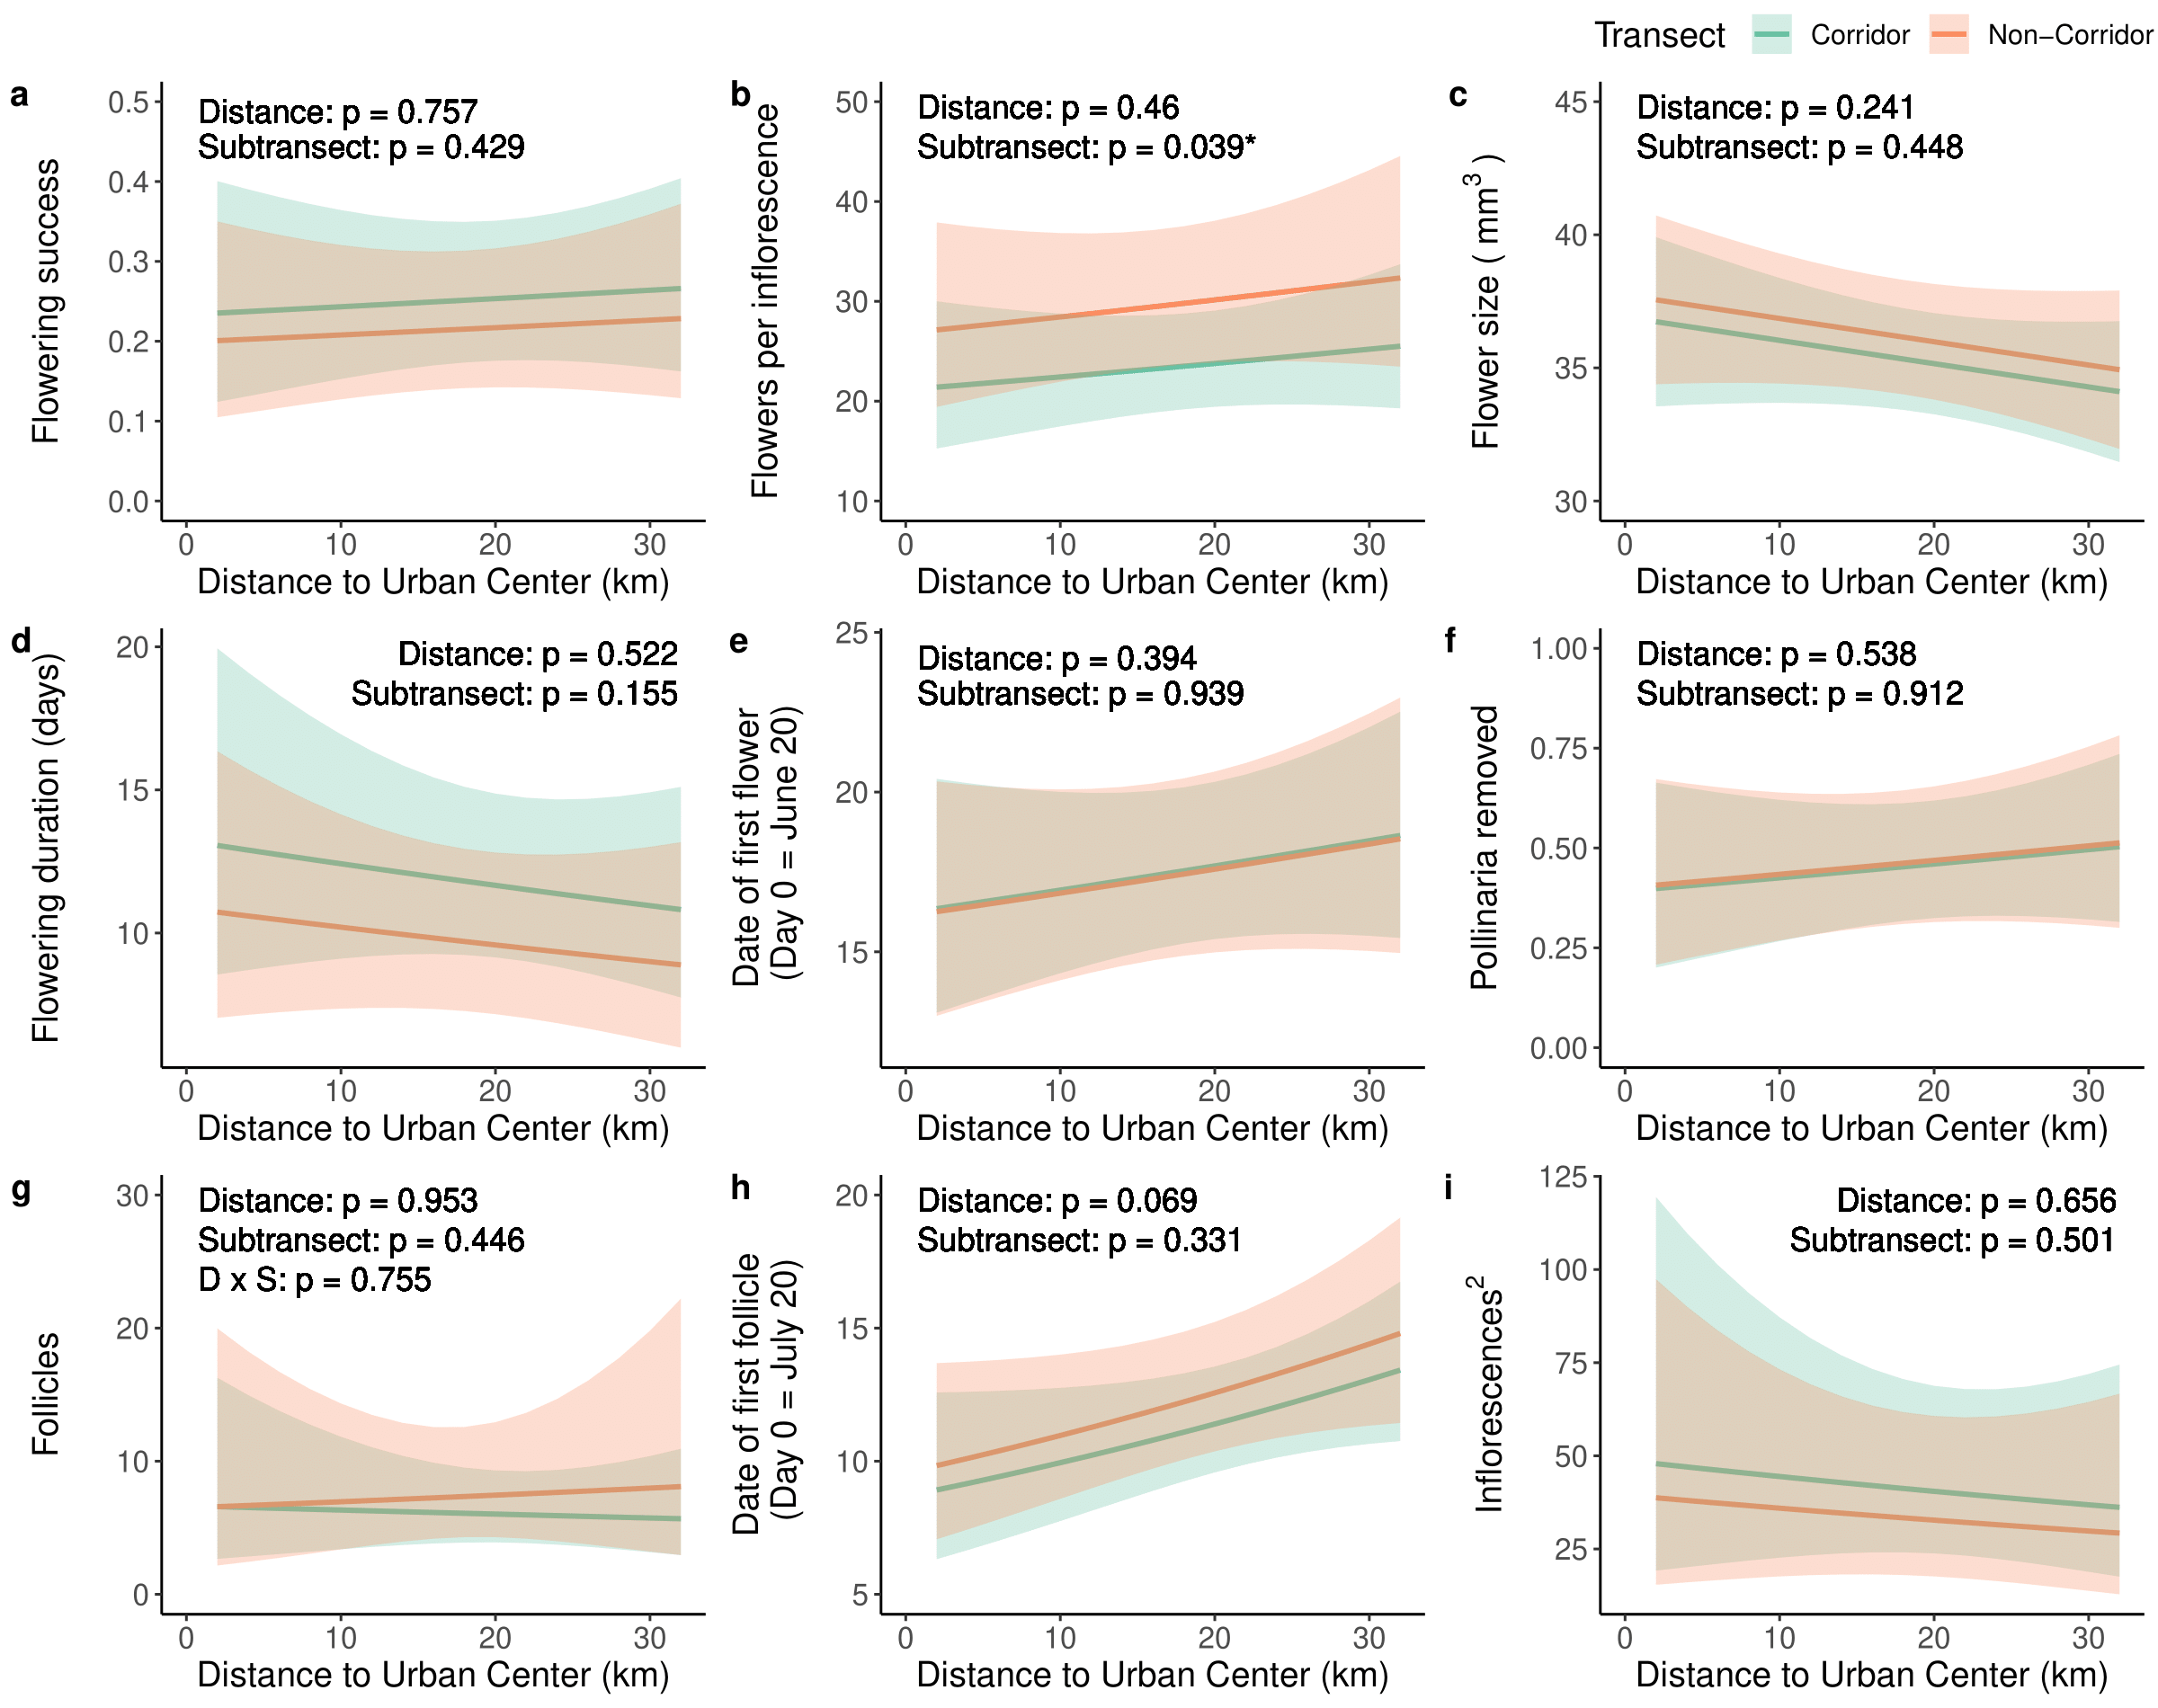 Transect Corridor Non-Corridor
a
Distance: p = 0.757
Subtransect: p = 0.429
Flowering success
0.5
0.4
0.3
0.2
0.1
0.0
0 10 20 30
Distance to Urban Center (km)
b
Distance: p = 0.46
Subtransect: p = 0.039*
Flowers per inflorescence
50
40
30
20
10
0 10 20 30
Distance to Urban Center (km)
c
Distance: p = 0.241
Subtransect: p = 0.448
Flower size ( mm³ )
45
40
35
30
0 10 20 30
Distance to Urban Center (km)
d
Distance: p = 0.522
Subtransect: p = 0.155
Flowering duration (days)
20
15
10
0 10 20 30
Distance to Urban Center (km)
e
Distance: p = 0.394
Subtransect: p = 0.939
Date of first flower
(Day 0 = June 20)
25
20
15
0 10 20 30
Distance to Urban Center (km)
f
Distance: p = 0.538
Subtransect: p = 0.912
Pollinaria removed
1.00
0.75
0.50
0.25
0.00
0 10 20 30
Distance to Urban Center (km)
g
Distance: p = 0.953
Subtransect: p = 0.446
D x S: p = 0.755
Follicles
30
20
10
0
0 10 20 30
Distance to Urban Center (km)
h
Distance: p = 0.069
Subtransect: p = 0.331
Date of first follicle
(Day 0 = July 20)
20
15
10
5
0 10 20 30
Distance to Urban Center (km)
i
Distance: p = 0.656
Subtransect: p = 0.501
Inflorescences²
125
100
75
50
25
0 10 20 30
Distance to Urban Center (km)